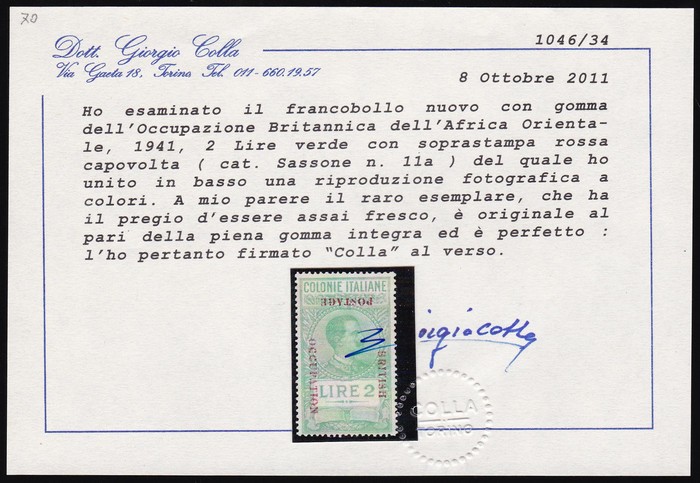 70
Dott. Giorgio Colla
Via Gaeta 18, Torino Tel. 011-660.19.57
1046/34
8 Ottobre 2011
Ho esaminato il francobollo nuovo con gomma
dell'Occupazione Britannica dell'Africa Orienta-
le, 1941, 2 Lire verde con soprastampa rossa
capovolta ( cat. Sassone n. 11a ) del quale ho
unito in basso una riproduzione fotografica a
colori. A mio parere il raro esemplare, che ha
il pregio d'essere assai fresco, è originale al
pari della piena gomma integra ed è perfetto :
l'ho pertanto firmato "Colla" al verso.
COLONIE ITALIANE
POSTAGE
OCCUPATION
BRITISH
LIRE 2
giorgio colla
COLLA
TORINO